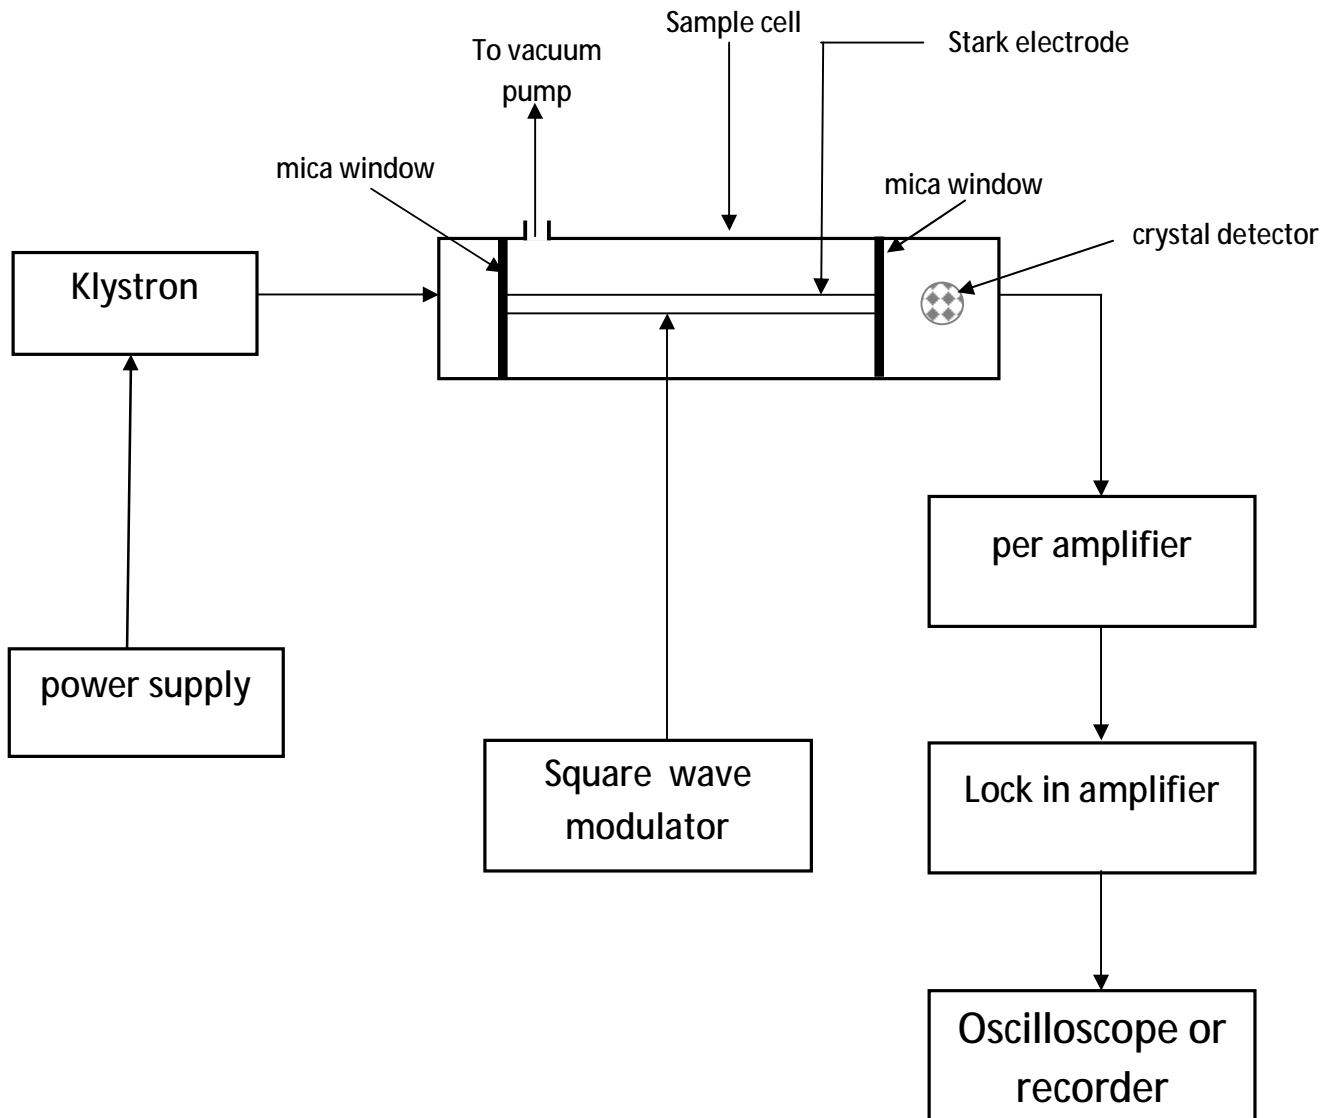 Sample cell
Stark electrode
To vacuum
pump
mica window
mica window
crystal detector
Klystron
per amplifier
power supply
Square wave
modulator
Lock in amplifier
Oscilloscope or
recorder